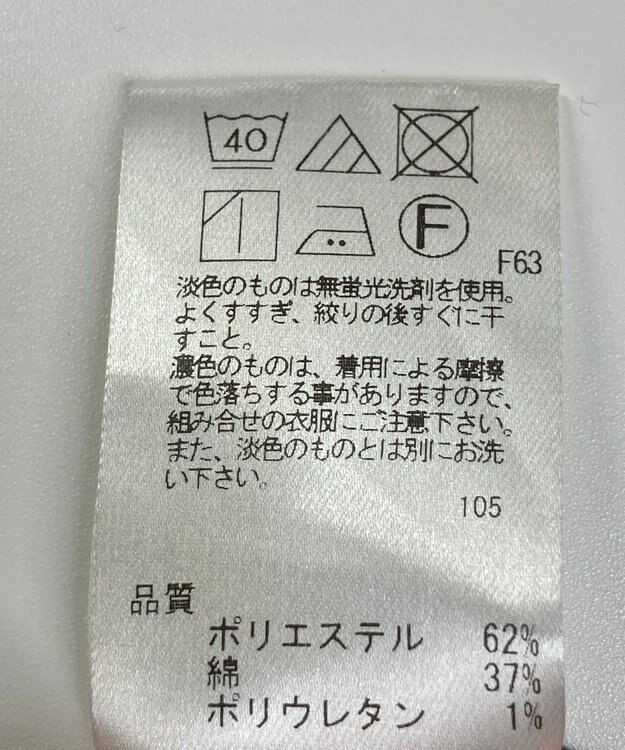 40
F
F63
淡色のものは無蛍光洗剤を使用。
よくすすぎ、絞りの後すぐに干
すこと。
濃色のものは、着用による摩擦
で色落ちする事がありますので、
組み合せの衣服にご注意下さい。
また、淡色のものとは別にお洗
い下さい。
105
品質
ポリエステル 62%
綿 37%
ポリウレタン 1%